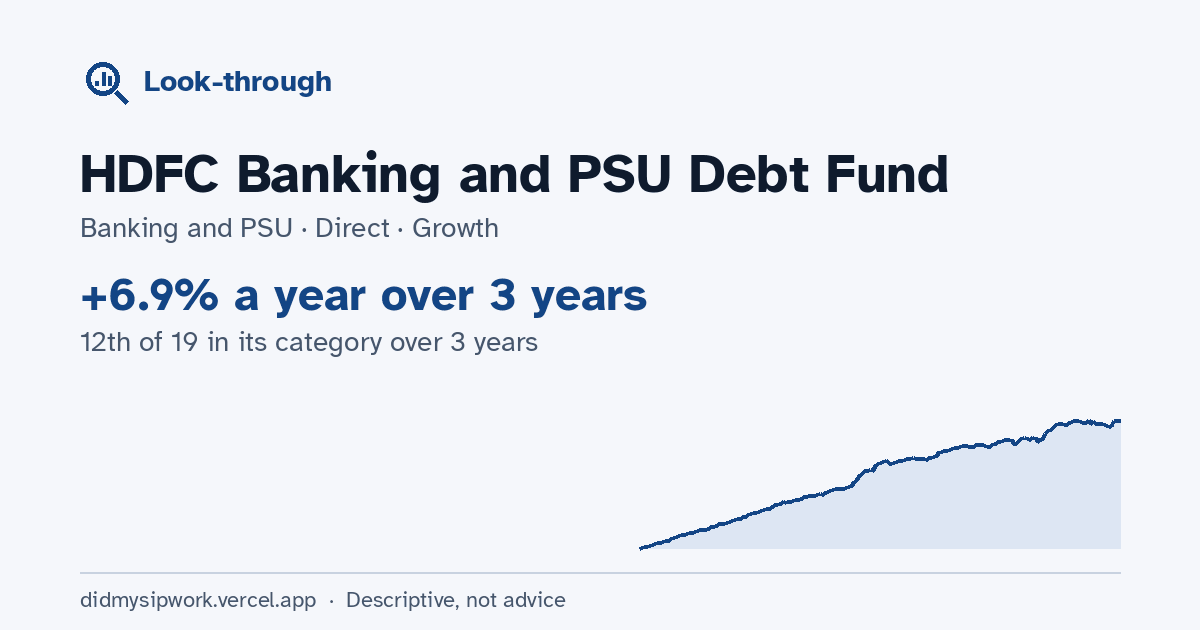 Look-through
HDFC Banking and PSU Debt Fund
Banking and PSU · Direct · Growth
+6.9% a year over 3 years
12th of 19 in its category over 3 years
didmysipwork.vercel.app · Descriptive, not advice